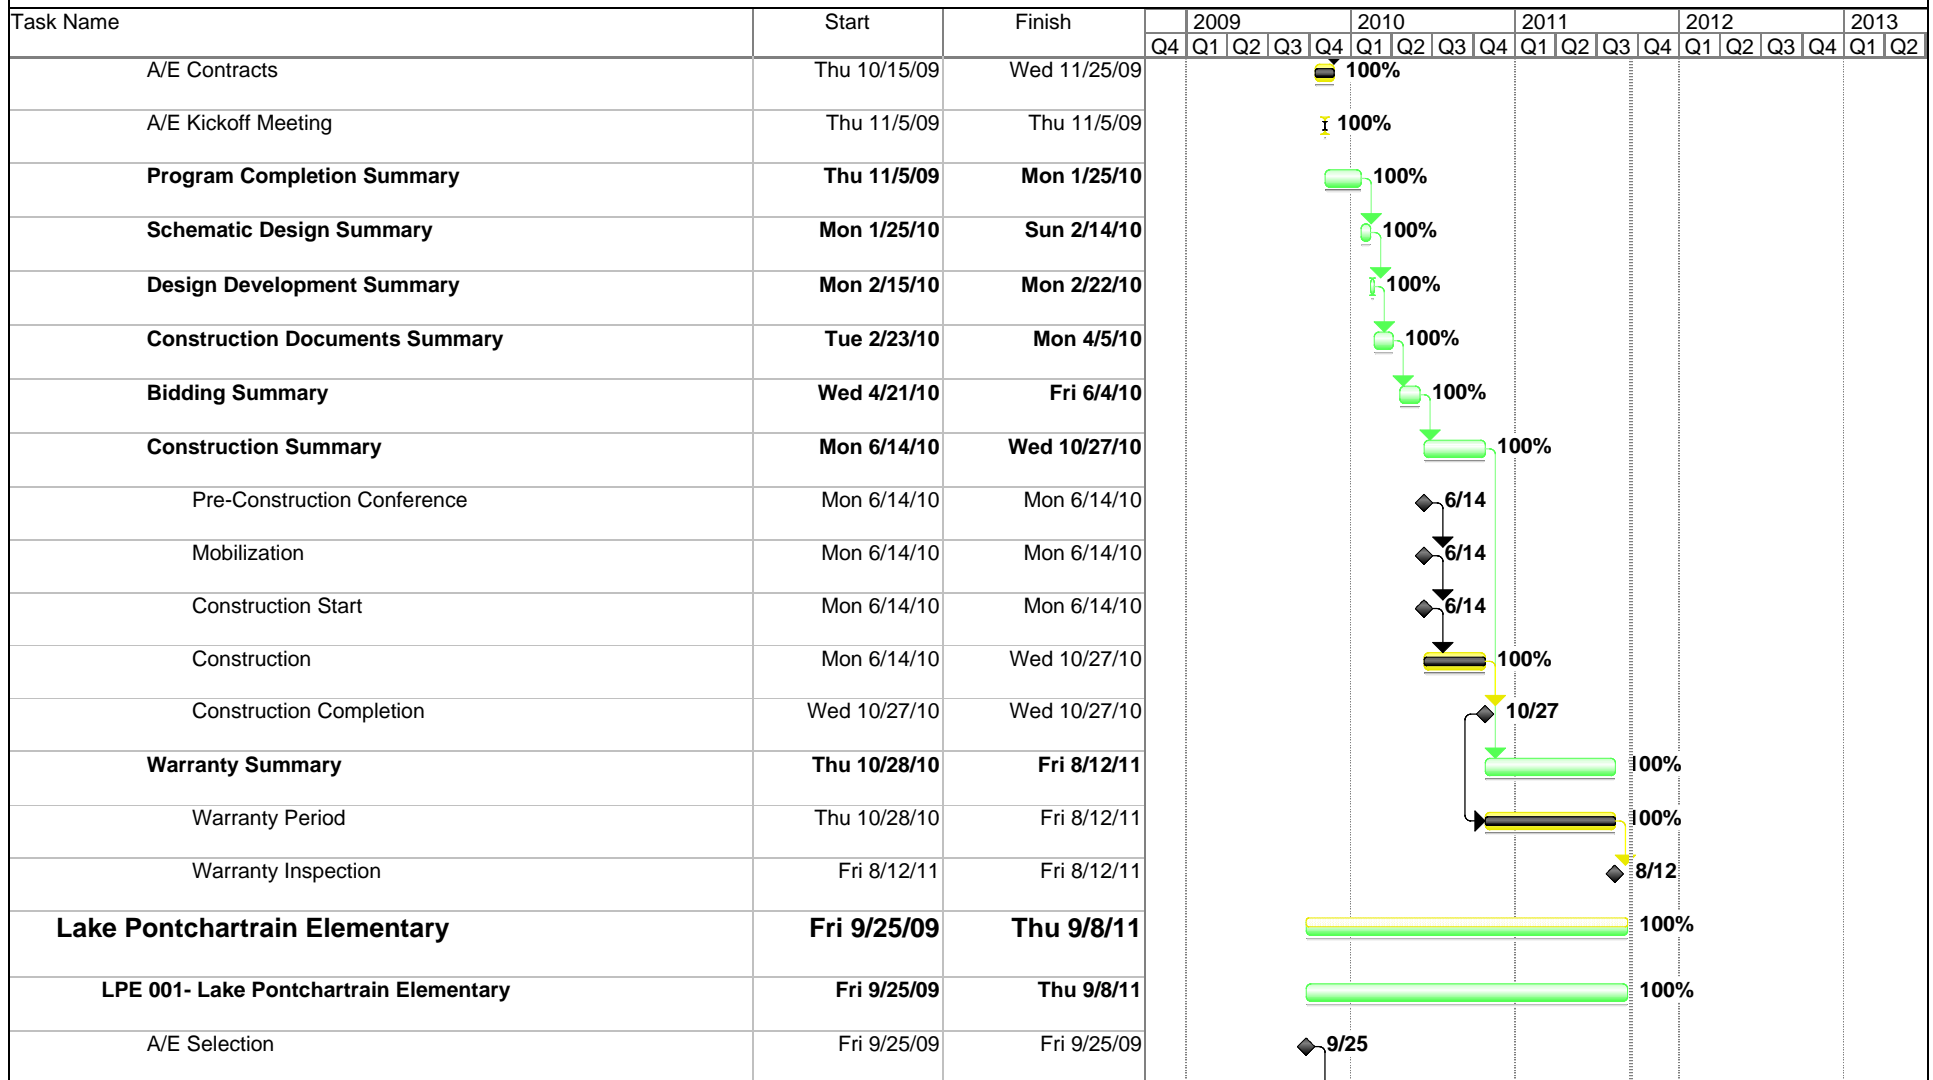 Task Name Start Finish 2009 2010 2011 2012 2013
Q4 Q1 Q2 Q3 Q4 Q1 Q2 Q3 Q4 Q1 Q2 Q3 Q4 Q1 Q2 Q3 Q4 Q1 Q2
A/E Contracts Thu 10/15/09 Wed 11/25/09 100%
A/E Kickoff Meeting Thu 11/5/09 Thu 11/5/09 100%
Program Completion Summary Thu 11/5/09 Mon 1/25/10 100%
Schematic Design Summary Mon 1/25/10 Sun 2/14/10 100%
Design Development Summary Mon 2/15/10 Mon 2/22/10 100%
Construction Documents Summary Tue 2/23/10 Mon 4/5/10 100%
Bidding Summary Wed 4/21/10 Fri 6/4/10 100%
Construction Summary Mon 6/14/10 Wed 10/27/10 100%
Pre-Construction Conference Mon 6/14/10 Mon 6/14/10 6/14
Mobilization Mon 6/14/10 Mon 6/14/10 6/14
Construction Start Mon 6/14/10 Mon 6/14/10 6/14
Construction Mon 6/14/10 Wed 10/27/10 100%
Construction Completion Wed 10/27/10 Wed 10/27/10 10/27
Warranty Summary Thu 10/28/10 Fri 8/12/11 100%
Warranty Period Thu 10/28/10 Fri 8/12/11 100%
Warranty Inspection Fri 8/12/11 Fri 8/12/11 8/12
Lake Pontchartrain Elementary Fri 9/25/09 Thu 9/8/11 100%
LPE 001- Lake Pontchartrain Elementary Fri 9/25/09 Thu 9/8/11 100%
A/E Selection Fri 9/25/09 Fri 9/25/09 9/25